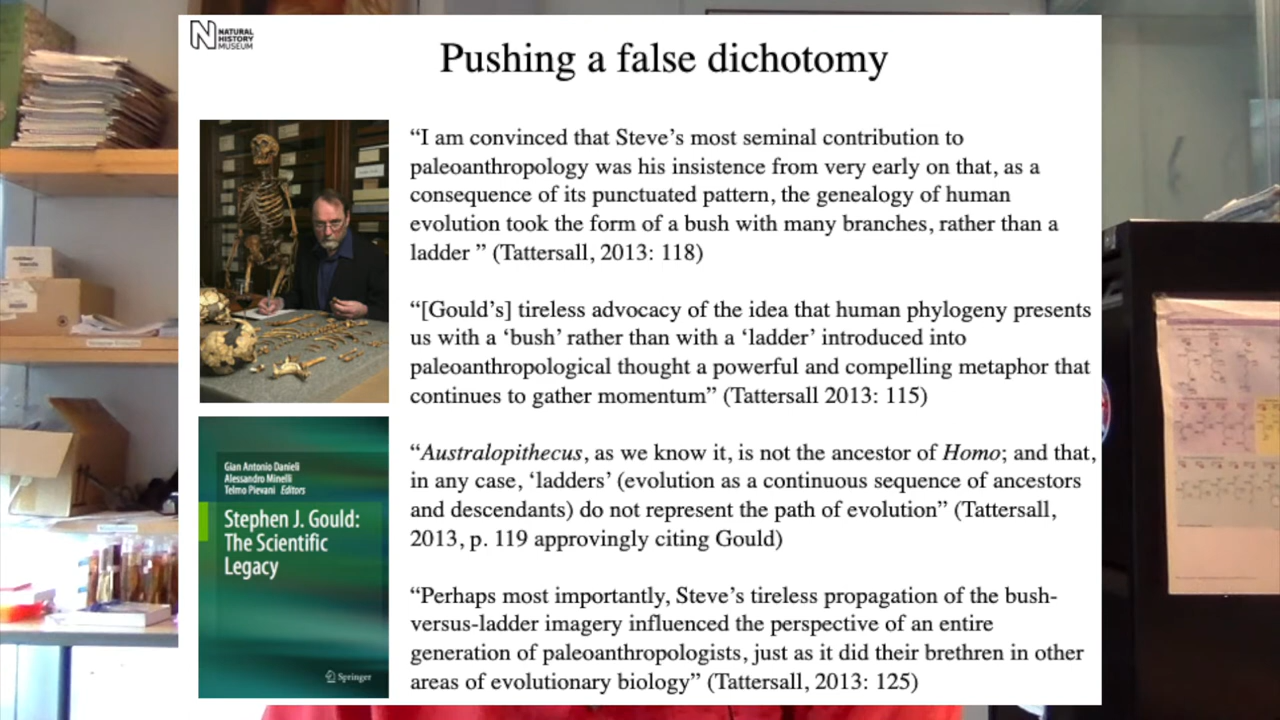 NATURAL
HISTORY
MUSEUM
Pushing a false dichotomy
“I am convinced that Steve’s most seminal contribution to
paleoanthropology was his insistence from very early on that, as a
consequence of its punctuated pattern, the genealogy of human
evolution took the form of a bush with many branches, rather than a
ladder ” (Tattersall, 2013: 118)
“[Gould’s] tireless advocacy of the idea that human phylogeny presents
us with a ‘bush’ rather than with a ‘ladder’ introduced into
paleoanthropological thought a powerful and compelling metaphor that
continues to gather momentum” (Tattersall 2013: 115)
“Australopithecus, as we know it, is not the ancestor of Homo; and that,
in any case, ‘ladders’ (evolution as a continuous sequence of ancestors
and descendants) do not represent the path of evolution” (Tattersall,
2013, p. 119 approvingly citing Gould)
“Perhaps most importantly, Steve’s tireless propagation of the bush-
versus-ladder imagery influenced the perspective of an entire
generation of paleoanthropologists, just as it did their brethren in other
areas of evolutionary biology” (Tattersall, 2013: 125)
Gian Antonio Danieli
Alessandro Minelli
Telmo Pievani Editors
Stephen J. Gould:
The Scientific
Legacy
Springer